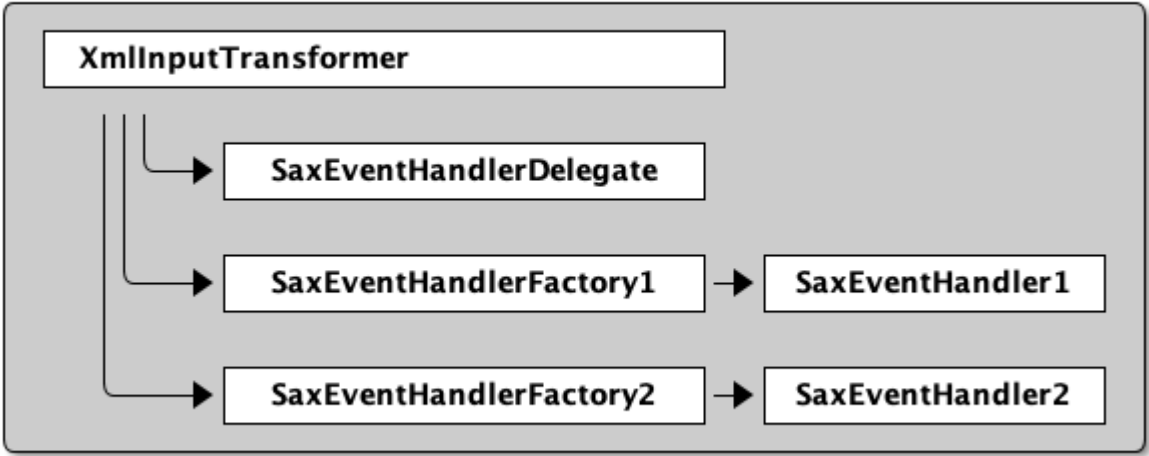 XmlInputTransformer
SaxEventHandlerDelegate
SaxEventHandlerFactory1 SaxEventHandler1
SaxEventHandlerFactory2 SaxEventHandler2